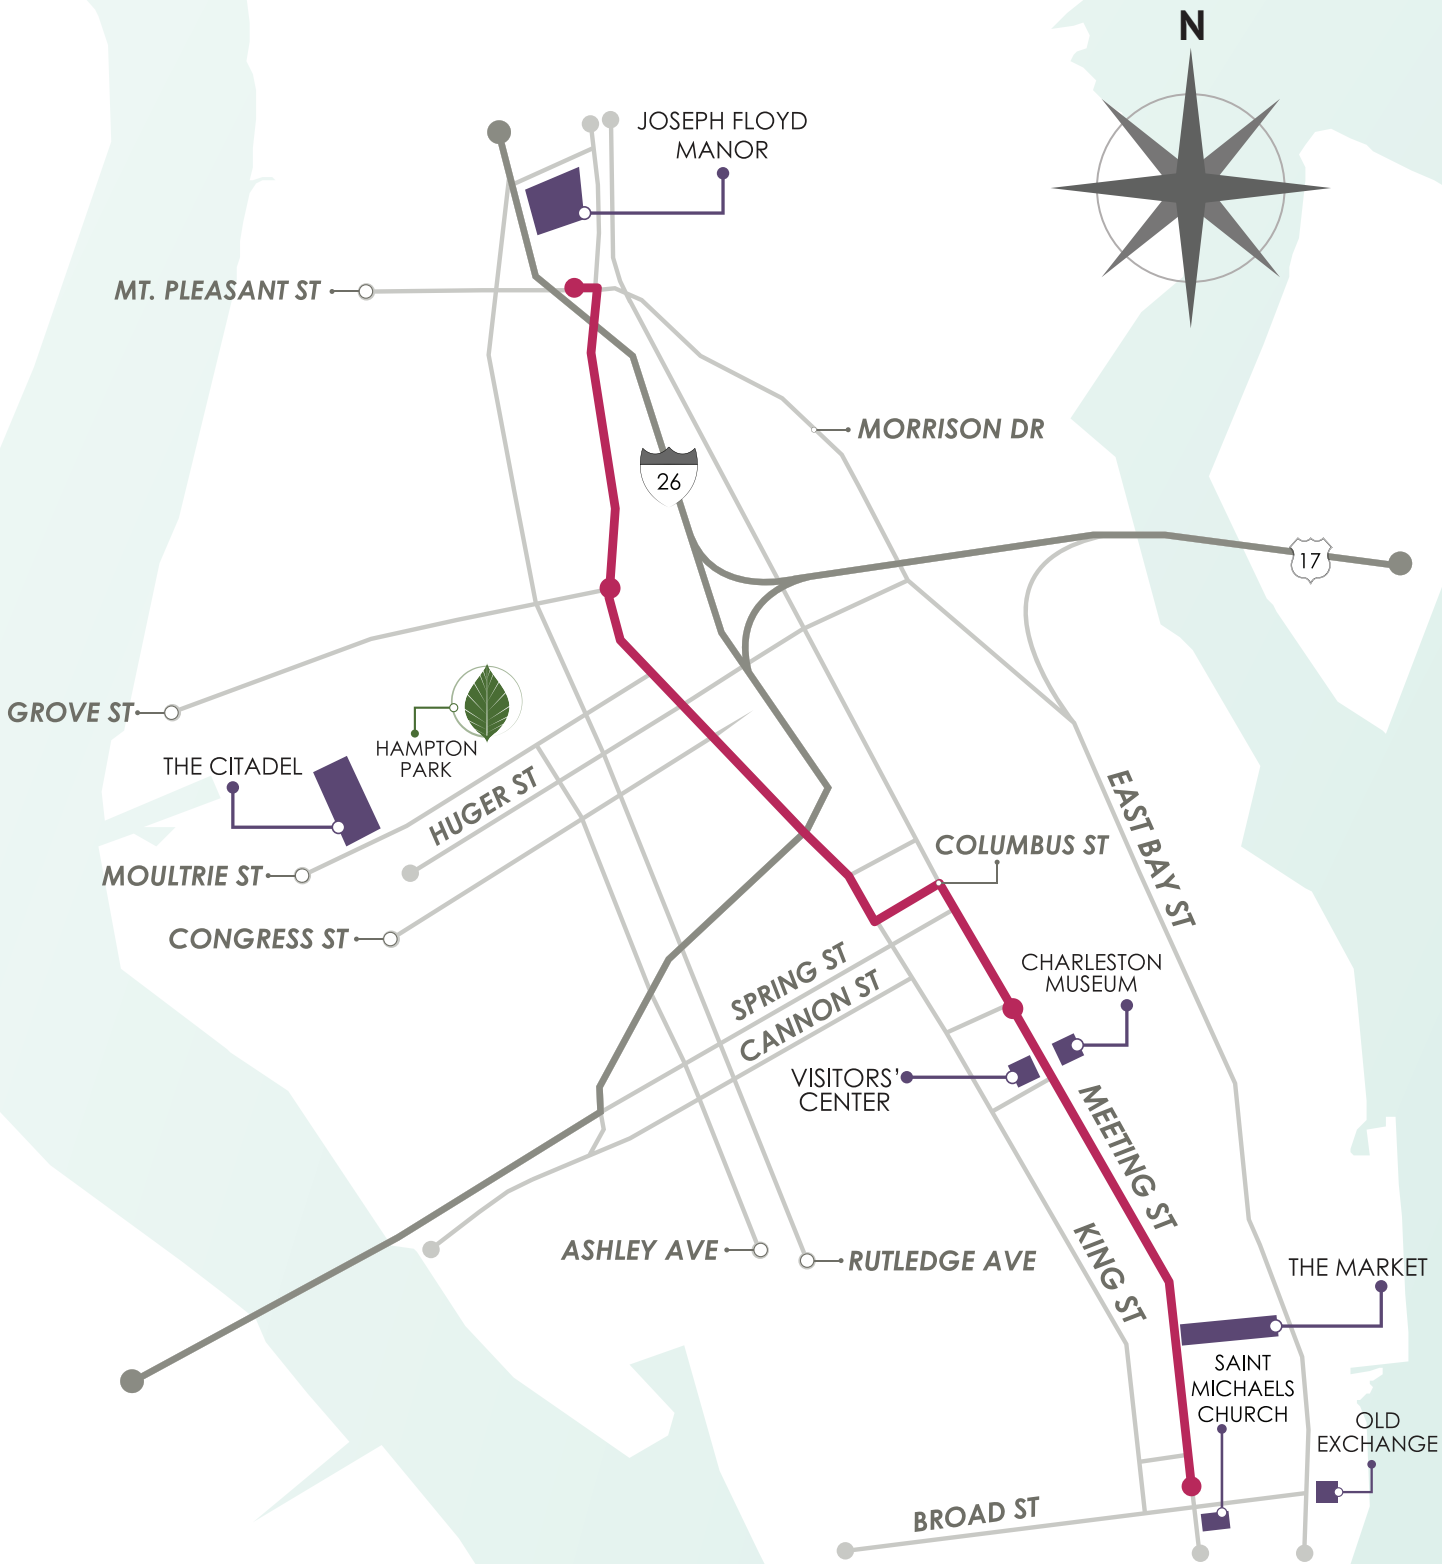 N
JOSEPH FLOYD
MANOR
MT. PLEASANT ST
MORRISON DR
26
17
GROVE ST
HAMPTON
PARK
THE CITADEL
HUGER ST
MOULTRIE ST
CONGRESS ST
COLUMBUS ST
EAST BAY ST
SPRING ST
CANNON ST
CHARLESTON
MUSEUM
VISITORS'
CENTER
MEETING ST
KING ST
ASHLEY AVE
RUTLEDGE AVE
THE MARKET
SAINT
MICHAELS
CHURCH
OLD
EXCHANGE
BROAD ST